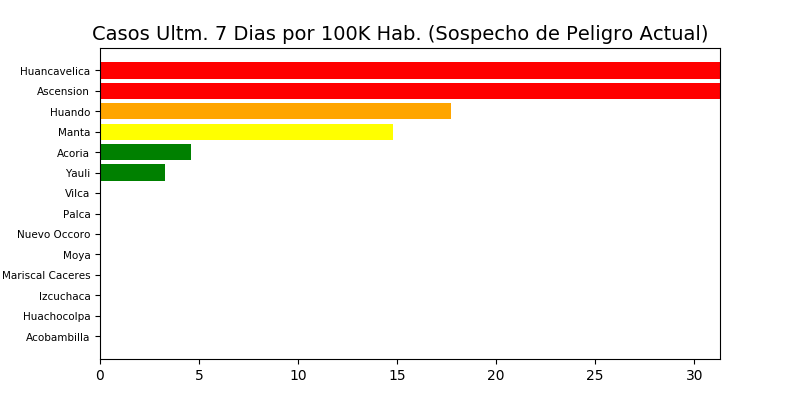 Casos Ultm. 7 Dias por 100K Hab. (Sospecho de Peligro Actual)
Huancavelica
Ascension
Huando
Manta
Acoria
Yauli
Vilca
Palca
Nuevo Occoro
Moya
Mariscal Caceres
Izcuchaca
Huachocolpa
Acobambilla
0 5 10 15 20 25 30